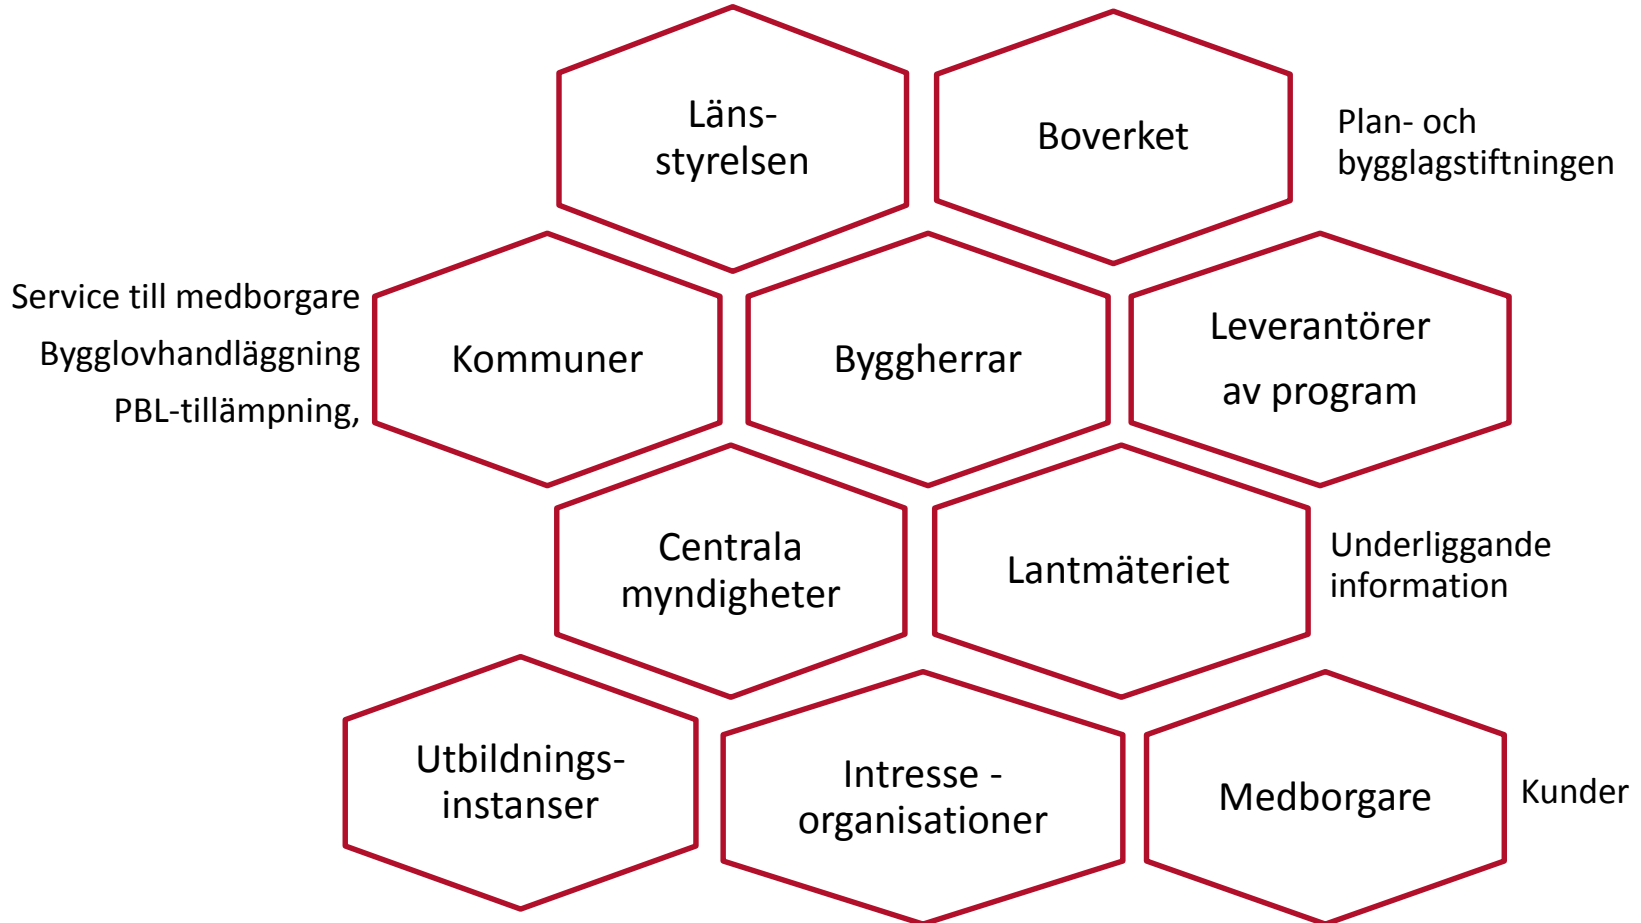 Läns-
styrelsen
Boverket
Plan- och
bygglagstiftningen
Service till medborgare
Bygglovhandläggning
PBL-tillämpning,
Kommuner
Byggherrar
Leverantörer
av program
Centrala
myndigheter
Lantmäteriet
Underliggande
information
Utbildnings-
instanser
Intresse -
organisationer
Medborgare
Kunder